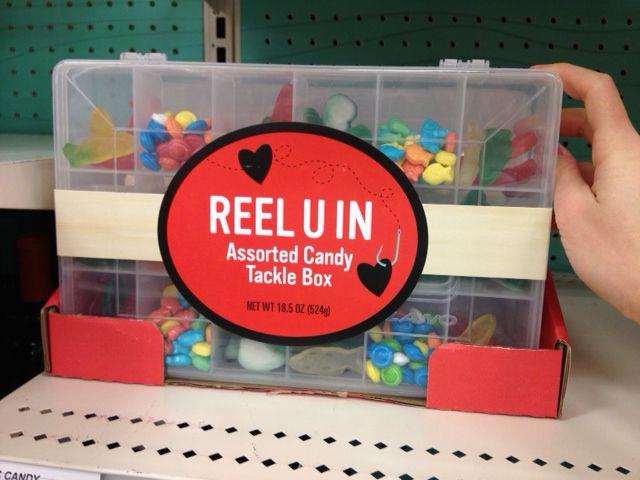 REEL U IN
Assorted Candy
Tackle Box
NET WT 18.5 OZ (524g)
CANDY